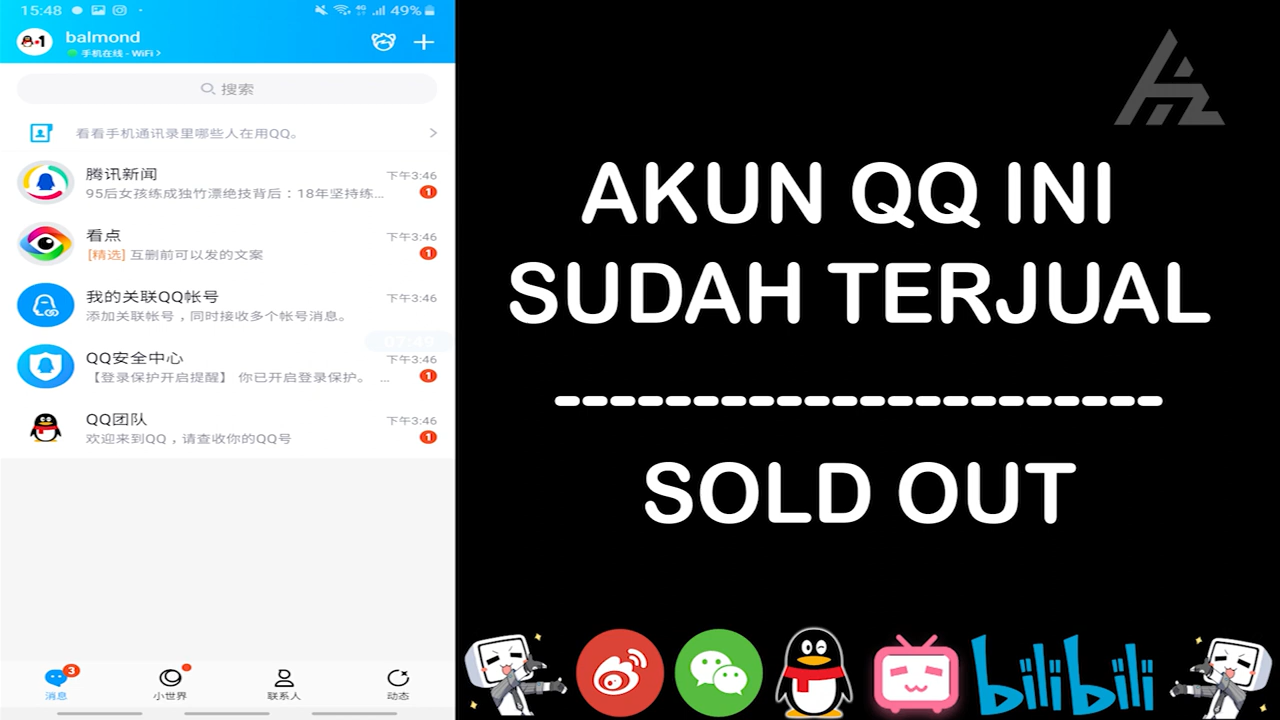 15:48
4G
49%
balmond
手机在线 - WiFi >
搜索
看看手机通讯录里哪些人在用QQ。
腾讯新闻
下午3:46
95后女孩练成独竹漂绝技背后：18年坚持练...
1
看点
下午3:46
[精选] 互删前可以发的文案
1
我的关联QQ帐号
下午3:46
添加关联帐号，同时接收多个帐号消息。
07:49
QQ安全中心
下午3:46
【登录保护开启提醒】 你已开启登录保护。 ...
1
QQ团队
下午3:46
欢迎来到QQ，请查收你的QQ号
1
3
消息
小世界
联系人
动态
AKUN QQ INI
SUDAH TERJUAL
----------------------
SOLD OUT
bilibili